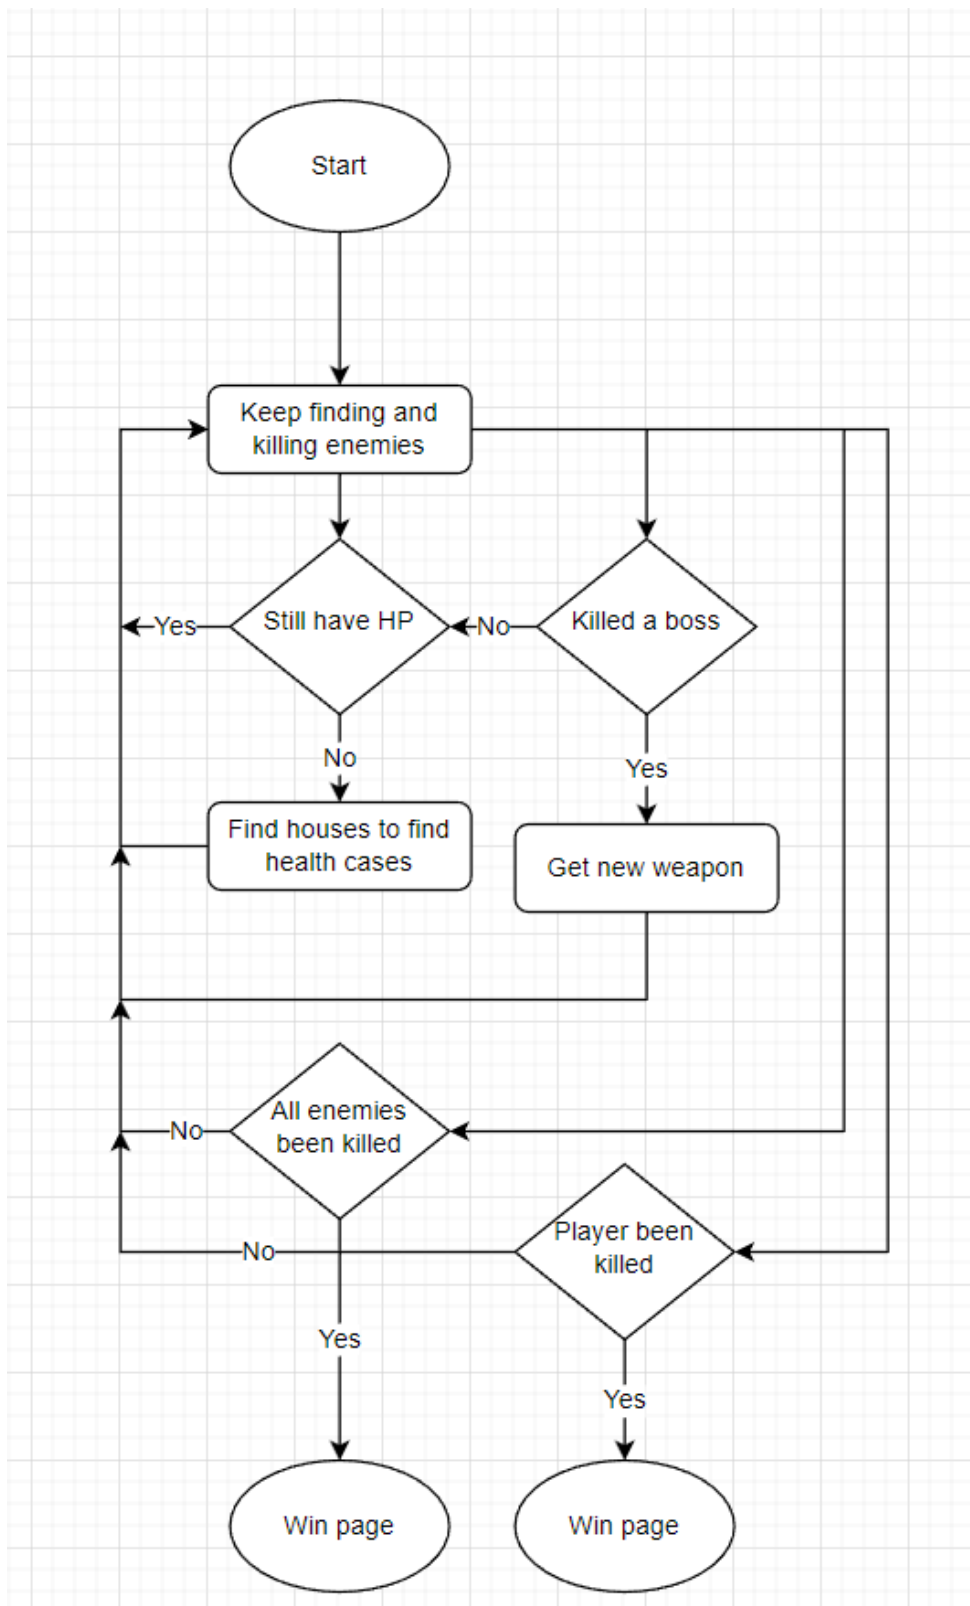 Start
Keep finding and
killing enemies
Still have HP
Killed a boss
Yes
No
No
Yes
Find houses to find
health cases
Get new weapon
All enemies
been killed
No
Player been
killed
No
Yes
Yes
Win page
Win page